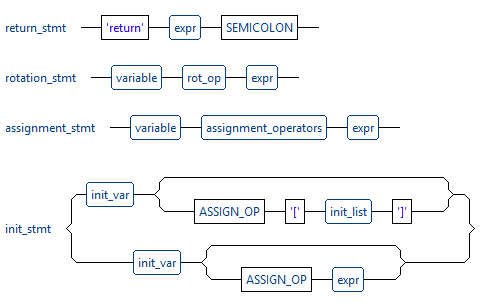 return_stmt 'return' expr SEMICOLON
rotation_stmt variable rot_op expr
assignment_stmt variable assignment_operators expr
init_var
ASSIGN_OP '[' init_list ']'
init_stmt
init_var
ASSIGN_OP expr